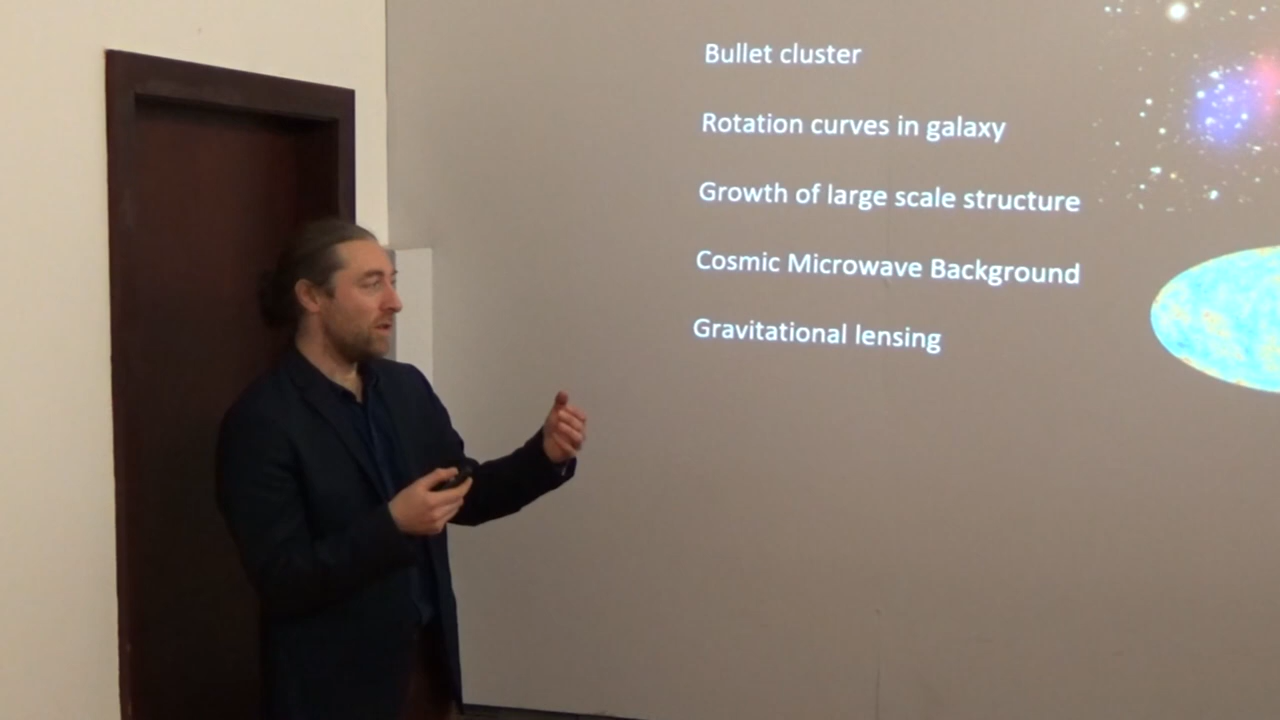 Bullet cluster
Rotation curves in galaxy
Growth of large scale structure
Cosmic Microwave Background
Gravitational lensing